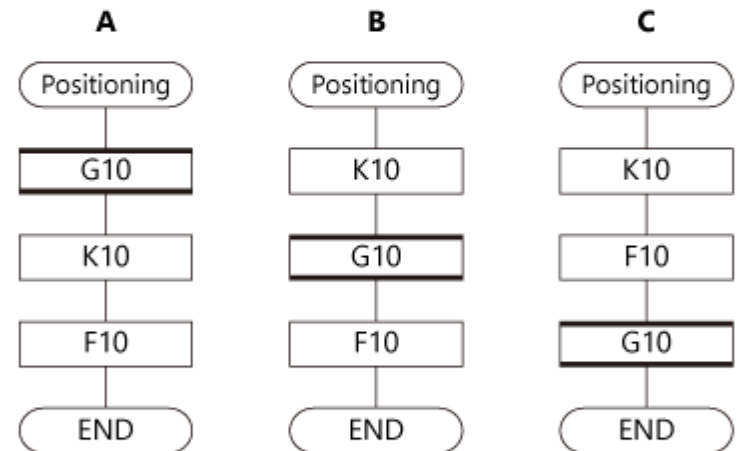 A B C
Positioning Positioning Positioning
G10 K10 K10
K10 G10 F10
F10 F10 G10
END END END